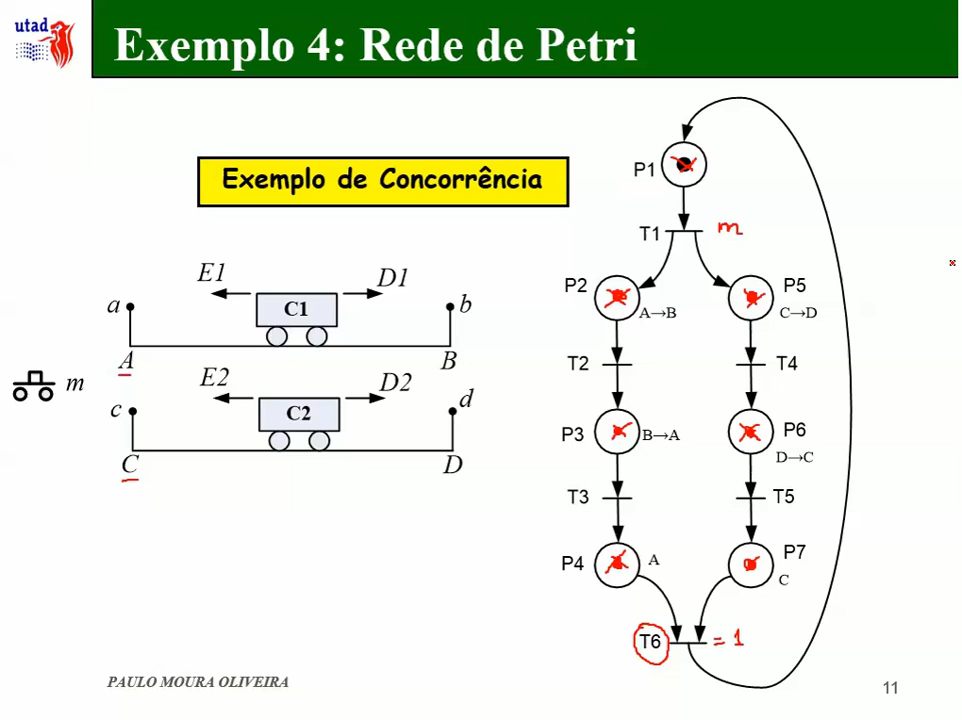 utad
Exemplo 4: Rede de Petri
Exemplo de Concorrência
P1
T1
m
E1
D1
a
C1
b
A
B
m
E2
D2
c
C2
d
C
D
P2
A→B
P5
C→D
T2
T4
P3
B→A
P6
D→C
T3
T5
P4
A
P7
C
T6
= 1
PAULO MOURA OLIVEIRA
11